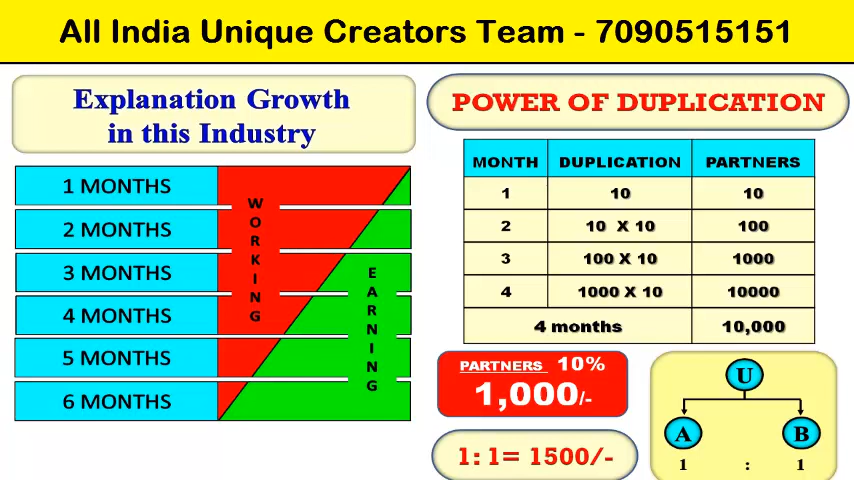 All India Unique Creators Team - 7090515151
Explanation Growth
in this Industry
1 MONTHS
2 MONTHS
3 MONTHS
4 MONTHS
5 MONTHS
6 MONTHS
WORKING
EARNING
POWER OF DUPLICATION
MONTH DUPLICATION PARTNERS
1 10 10
2 10 X 10 100
3 100 X 10 1000
4 1000 X 10 10000
4 months 10,000
PARTNERS 10%
1,000/-
1: 1= 1500/-
U
A B
1 : 1